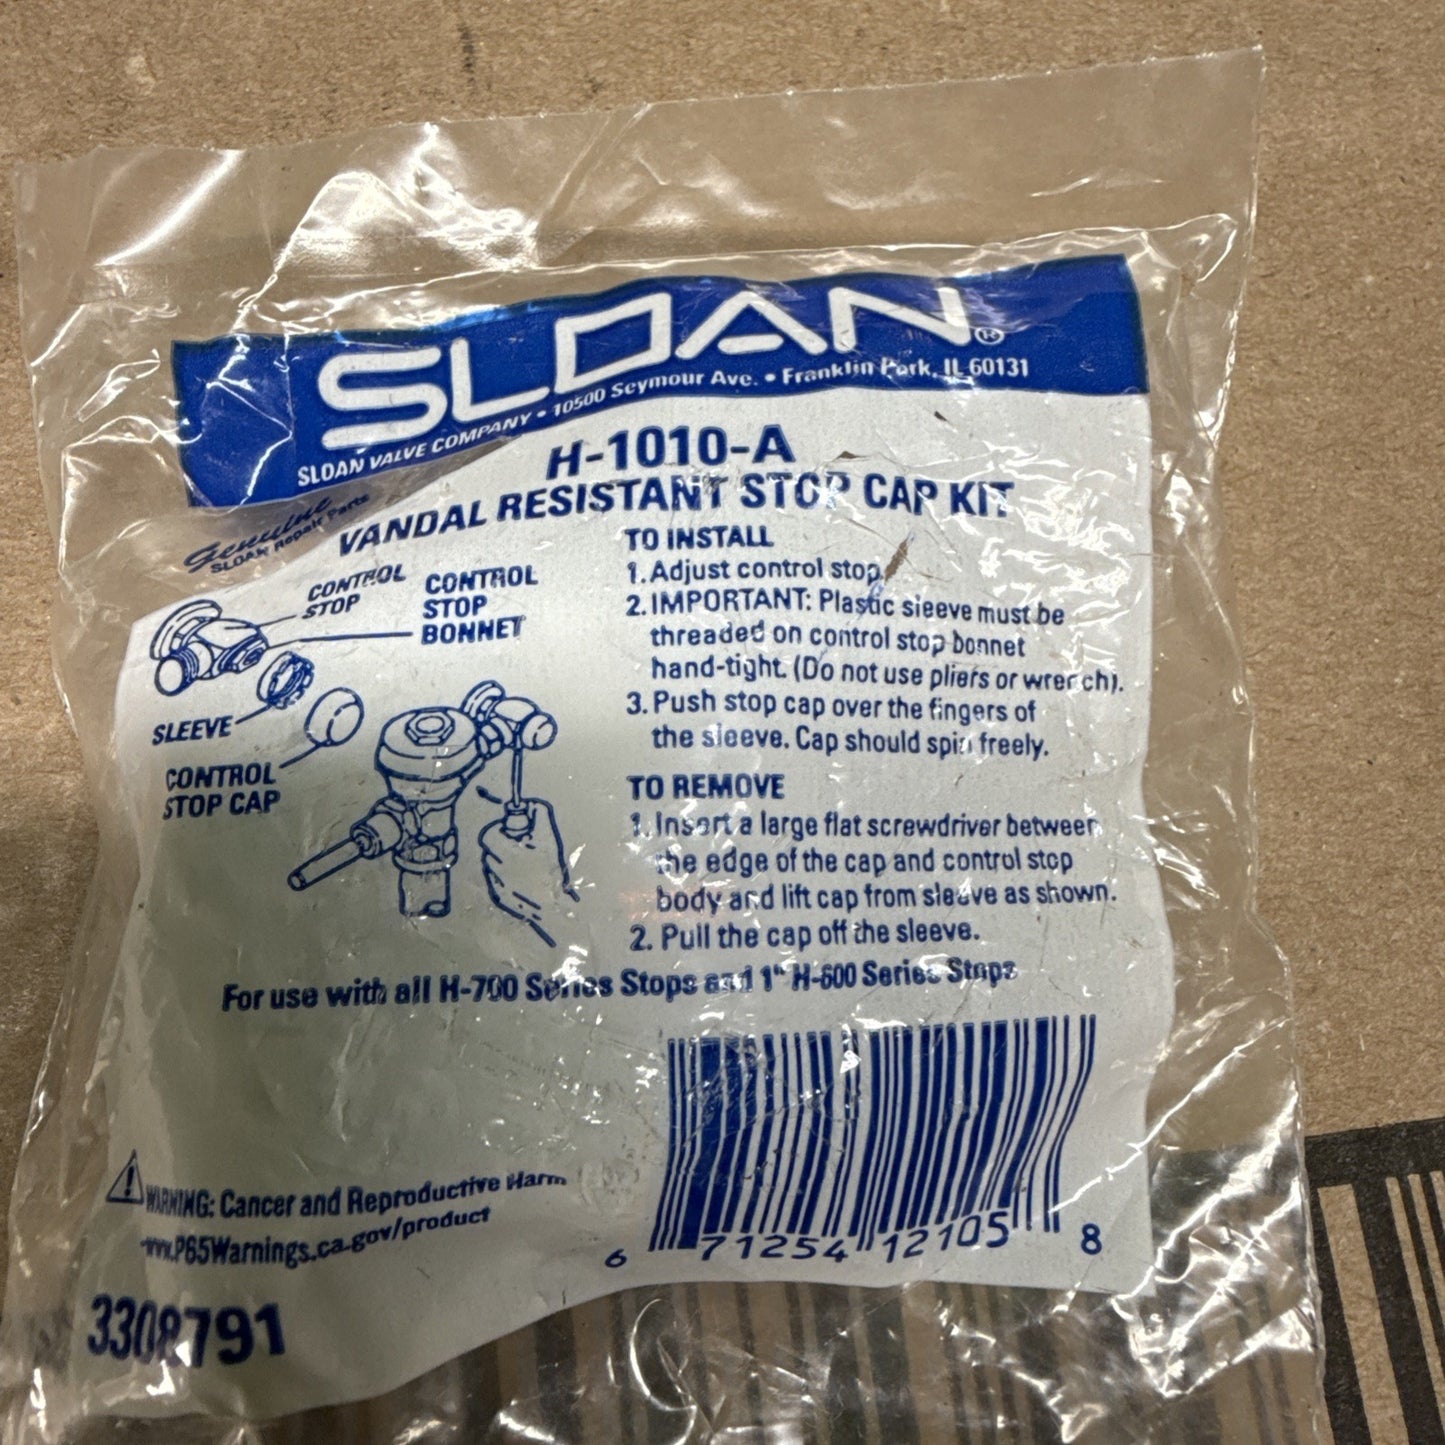 SLOAN®
SLOAN VALVE COMPANY • 10500 Seymour Ave. • Franklin Park, IL 60131
H-1010-A
VANDAL RESISTANT STOP CAP KIT
Genuine
SLOAN Repair Parts
CONTROL
STOP
CONTROL
STOP
BONNET
SLEEVE
CONTROL
STOP CAP
TO INSTALL
1. Adjust control stop.
2. IMPORTANT: Plastic sleeve must be
threaded on control stop bonnet
hand-tight. (Do not use pliers or wrench).
3. Push stop cap over the fingers of
the sleeve. Cap should spin freely.
TO REMOVE
1. Insert a large flat screwdriver between
the edge of the cap and control stop
body and lift cap from sleeve as shown.
2. Pull the cap off the sleeve.
For use with all H-700 Series Stops and 1" H-600 Series Stops
WARNING: Cancer and Reproductive Harm
www.P65Warnings.ca.gov/product
6 71254 12105 8
3308791